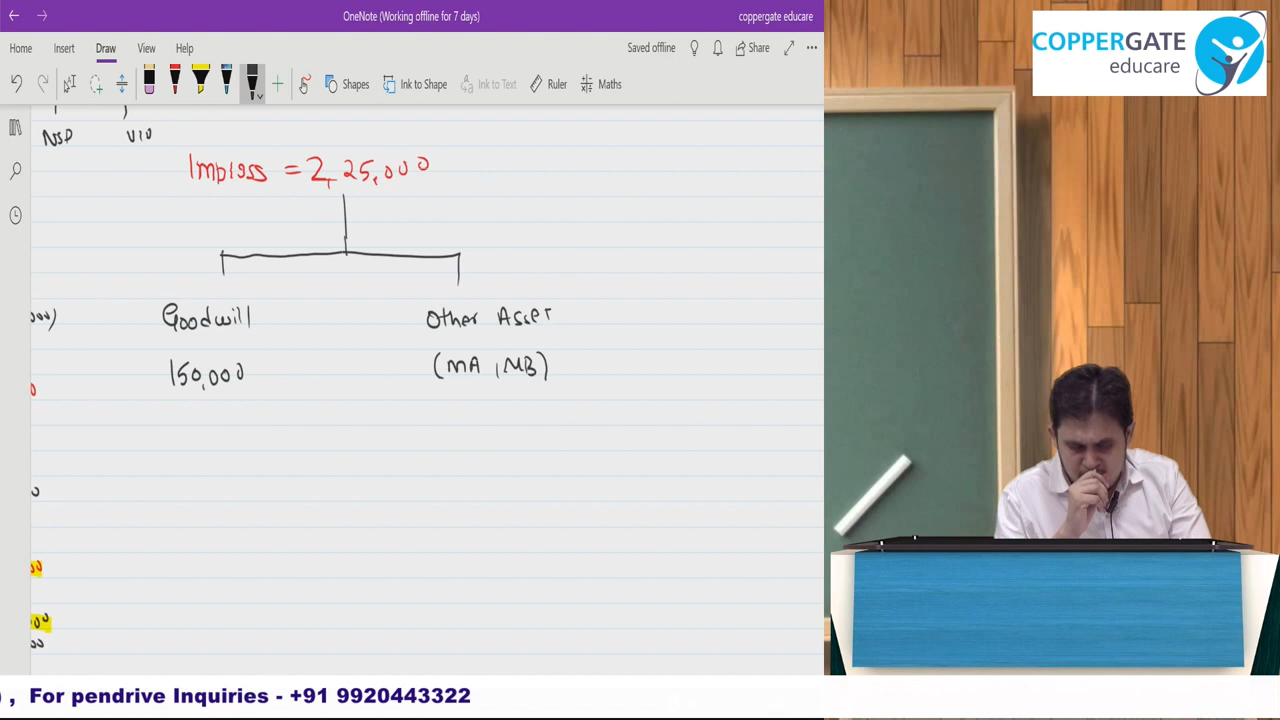 OneNote (Working offline for 7 days)
coppergate educare
Home Insert Draw View Help
Saved offline
Share
Shapes
Ink to Shape
Ink to Text
Ruler
Maths
COPPERGATE
educare
NSP VIU
Imploss = 2,25,000
Goodwill Other Asset
150,000 (MA, MB)
, For pendrive Inquiries - +91 9920443322